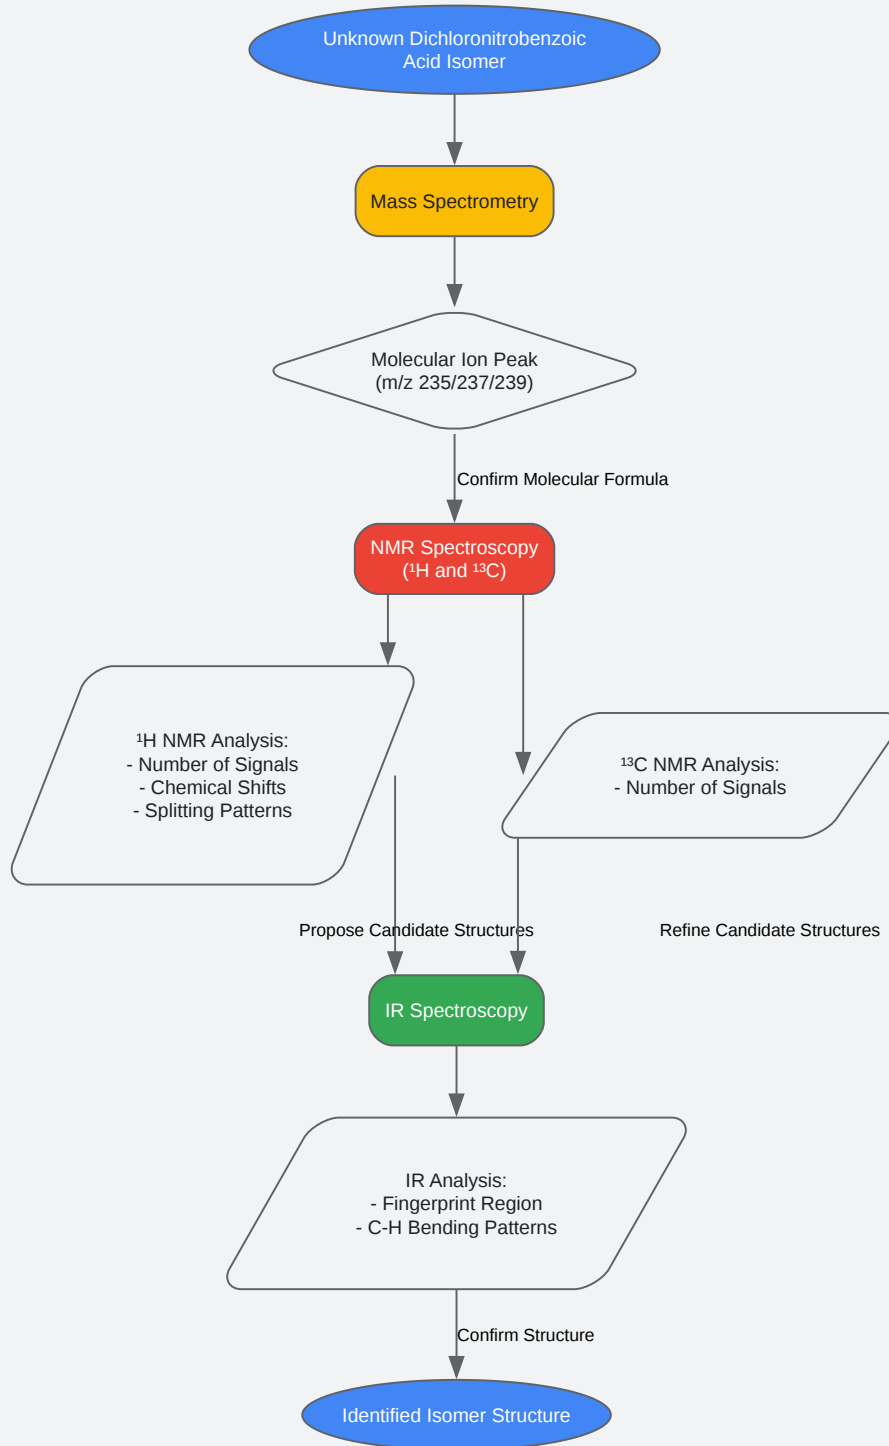 Unknown Dichloronitrobenzoic
Acid Isomer
Mass Spectrometry
Molecular Ion Peak
(m/z 235/237/239)
Confirm Molecular Formula
NMR Spectroscopy
(¹H and ¹³C)
¹H NMR Analysis:
- Number of Signals
- Chemical Shifts
- Splitting Patterns
¹³C NMR Analysis:
- Number of Signals
Propose Candidate Structures
Refine Candidate Structures
IR Spectroscopy
IR Analysis:
- Fingerprint Region
- C-H Bending Patterns
Confirm Structure
Identified Isomer Structure